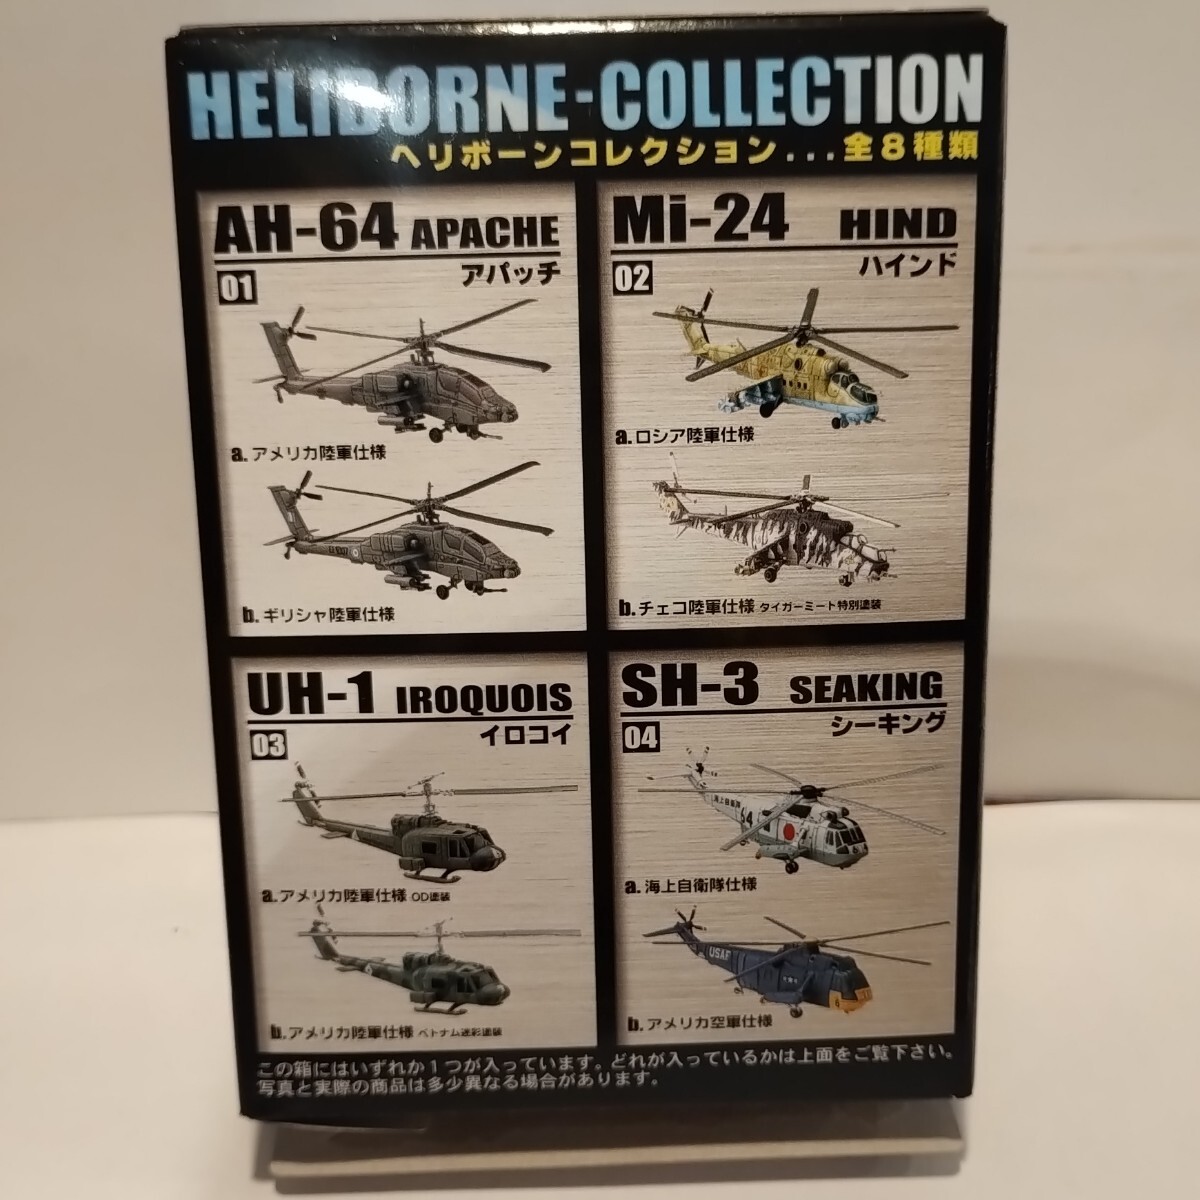 HELIBORNE-COLLECTION
ヘリボーンコレクション...全8種類
AH-64 APACHE
01 アパッチ
a.アメリカ陸軍仕様
b.ギリシャ陸軍仕様
Mi-24 HIND
02 ハインド
a.ロシア陸軍仕様
b.チェコ陸軍仕様 タイガーミート特別塗装
UH-1 IROQUOIS
03 イロコイ
a.アメリカ陸軍仕様 OD塗装
b.アメリカ陸軍仕様 ベトナム迷彩塗装
SH-3 SEAKING
04 シーキング
海上自衛隊
64
a.海上自衛隊仕様
USAF
b.アメリカ空軍仕様
この箱にはいずれか1つが入っています。どれが入っているかは上面をご覧下さい。
写真と実際の商品は多少異なる場合があります。